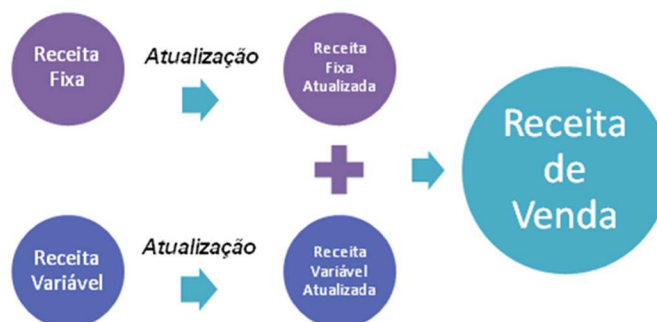 Receita
Fixa
Atualização
Receita
Fixa
Atualizada
Receita
de
Venda
Receita
Variável
Atualização
Receita
Variável
Atualizada